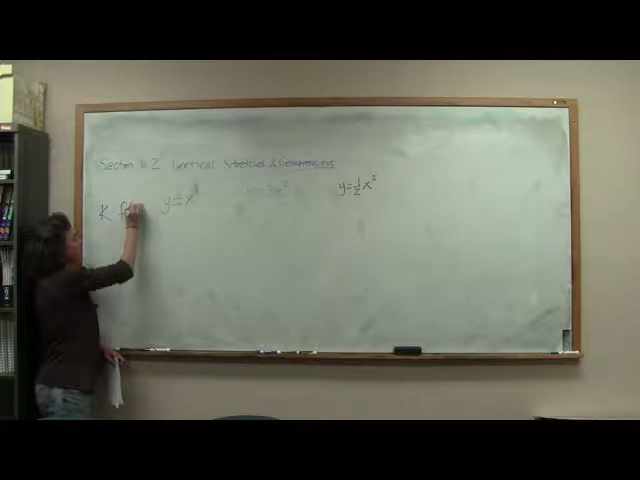 Section 6.2 Vertical Stretches & Compressions
y=x² y=½x²
K f(